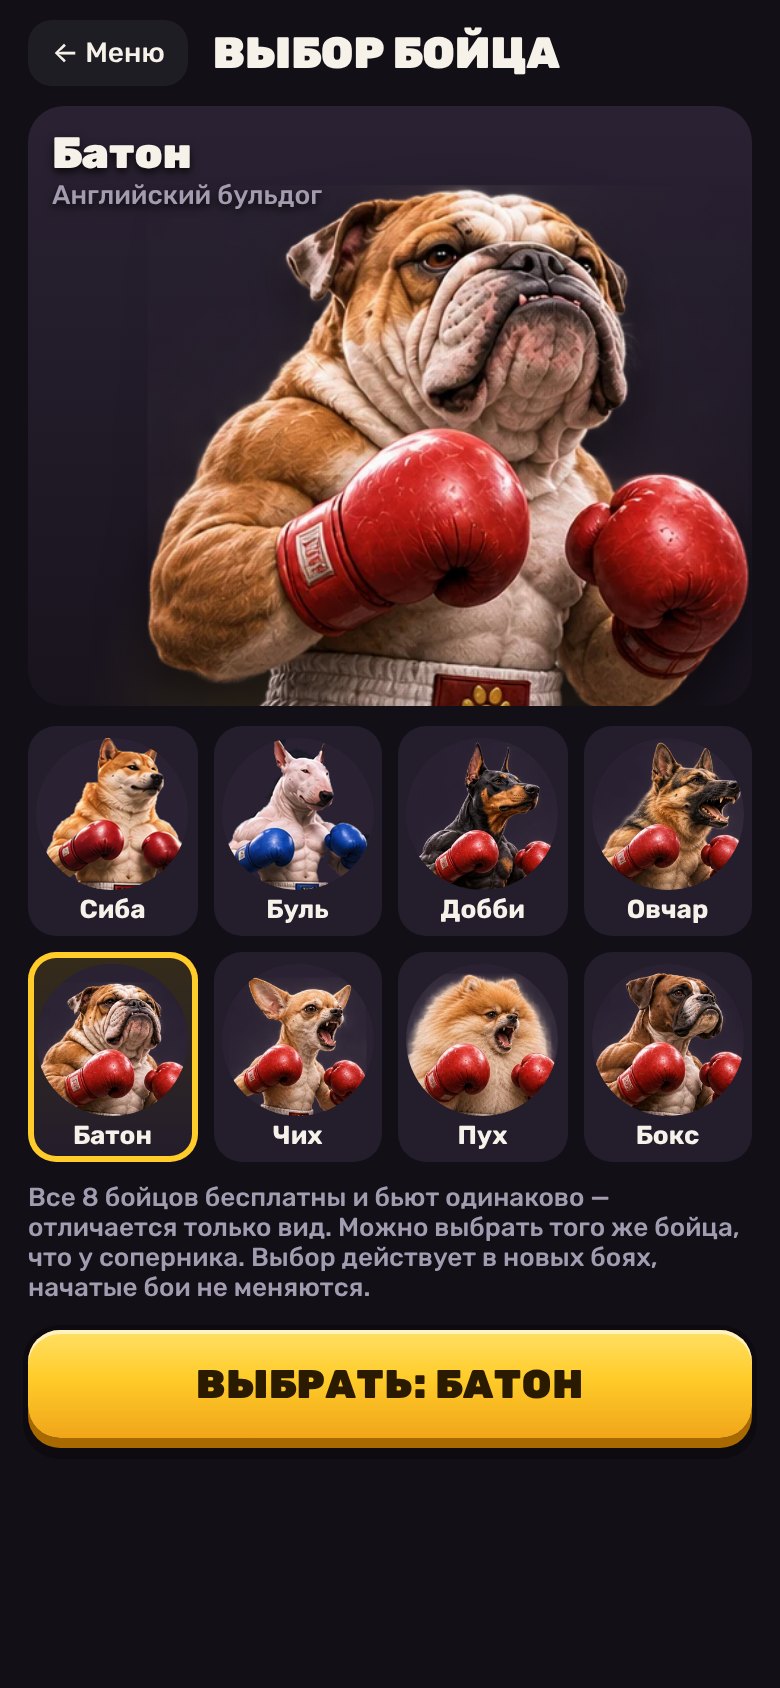 ← Меню
ВЫБОР БОЙЦА
Батон
Английский бульдог
Сиба
Буль
Добби
Овчар
Батон
Чих
Пух
Бокс
Все 8 бойцов бесплатны и бьют одинаково —
отличается только вид. Можно выбрать того же бойца,
что у соперника. Выбор действует в новых боях,
начатые бои не меняются.
ВЫБРАТЬ: БАТОН